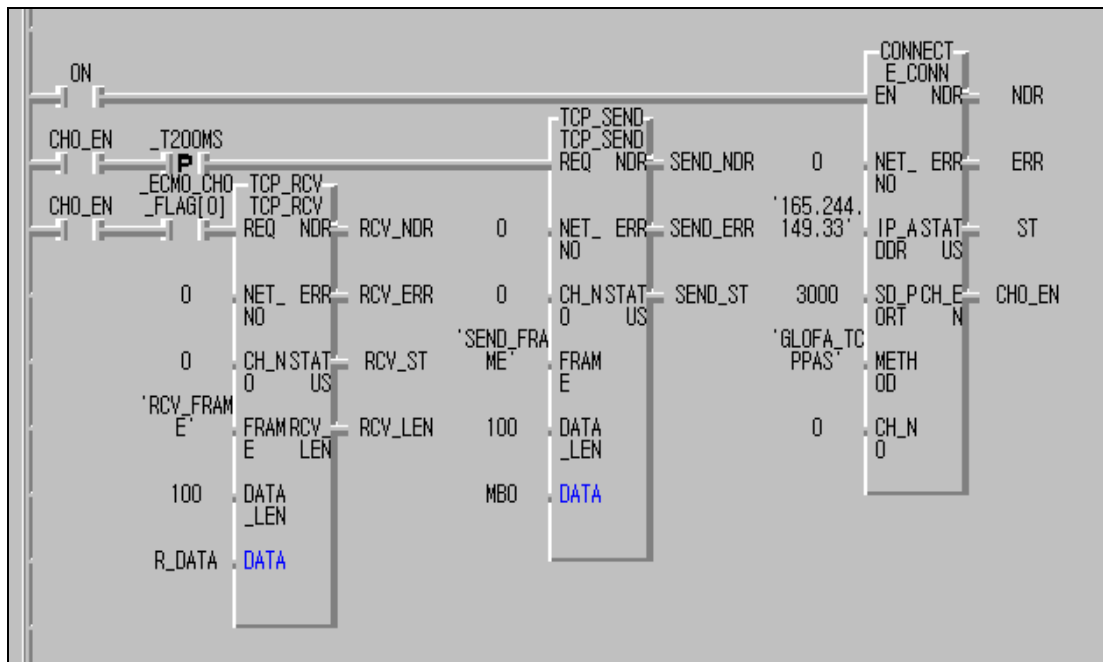 CONNECT
ON E_CONN
EN NDR NDR
TCP_SEND
CH0_EN _T200MS TCP_SEND
P REQ NDR SEND_NDR 0 NET_ ERR ERR
_ECM0_CH0 TCP_RCV NO
CH0_EN _FLAG[0] TCP_RCV '165.244.
REQ NDR RCV_NDR 0 NET_ ERR SEND_ERR 149.33' IP_A STAT ST
NO DDR US
0 NET_ ERR RCV_ERR 0 CH_N STAT SEND_ST 3000 SD_P CH_E CH0_EN
NO O US ORT N
'SEND_FRA 'GLOFA_TC
0 CH_N STAT RCV_ST ME' FRAM PPAS' METH
O US E OD
'RCV_FRAM
E' FRAM RCV_ RCV_LEN 100 DATA 0 CH_N
E LEN _LEN O
100 DATA MB0 DATA
_LEN
R_DATA DATA